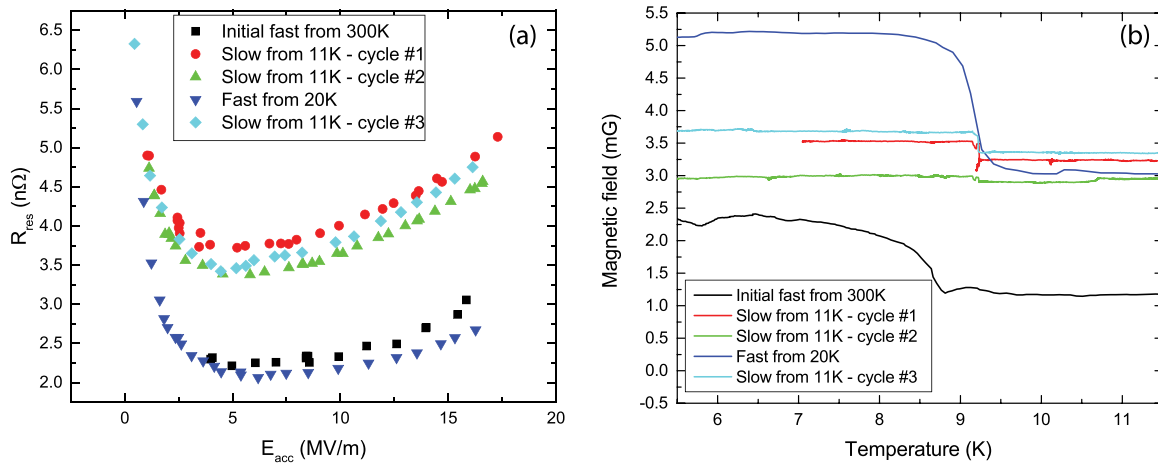 (a)
Initial fast from 300K
Slow from 11K - cycle #1
Slow from 11K - cycle #2
Fast from 20K
Slow from 11K - cycle #3
6.5
6.0
5.5
5.0
4.5
4.0
3.5
3.0
2.5
2.0
R_res (nΩ)
0 5 10 15 20
E_acc (MV/m)
(b)
5.5
5.0
4.5
4.0
3.5
3.0
2.5
2.0
1.5
1.0
0.5
0.0
-0.5
Magnetic field (mG)
Initial fast from 300K
Slow from 11K - cycle #1
Slow from 11K - cycle #2
Fast from 20K
Slow from 11K - cycle #3
6 7 8 9 10 11
Temperature (K)